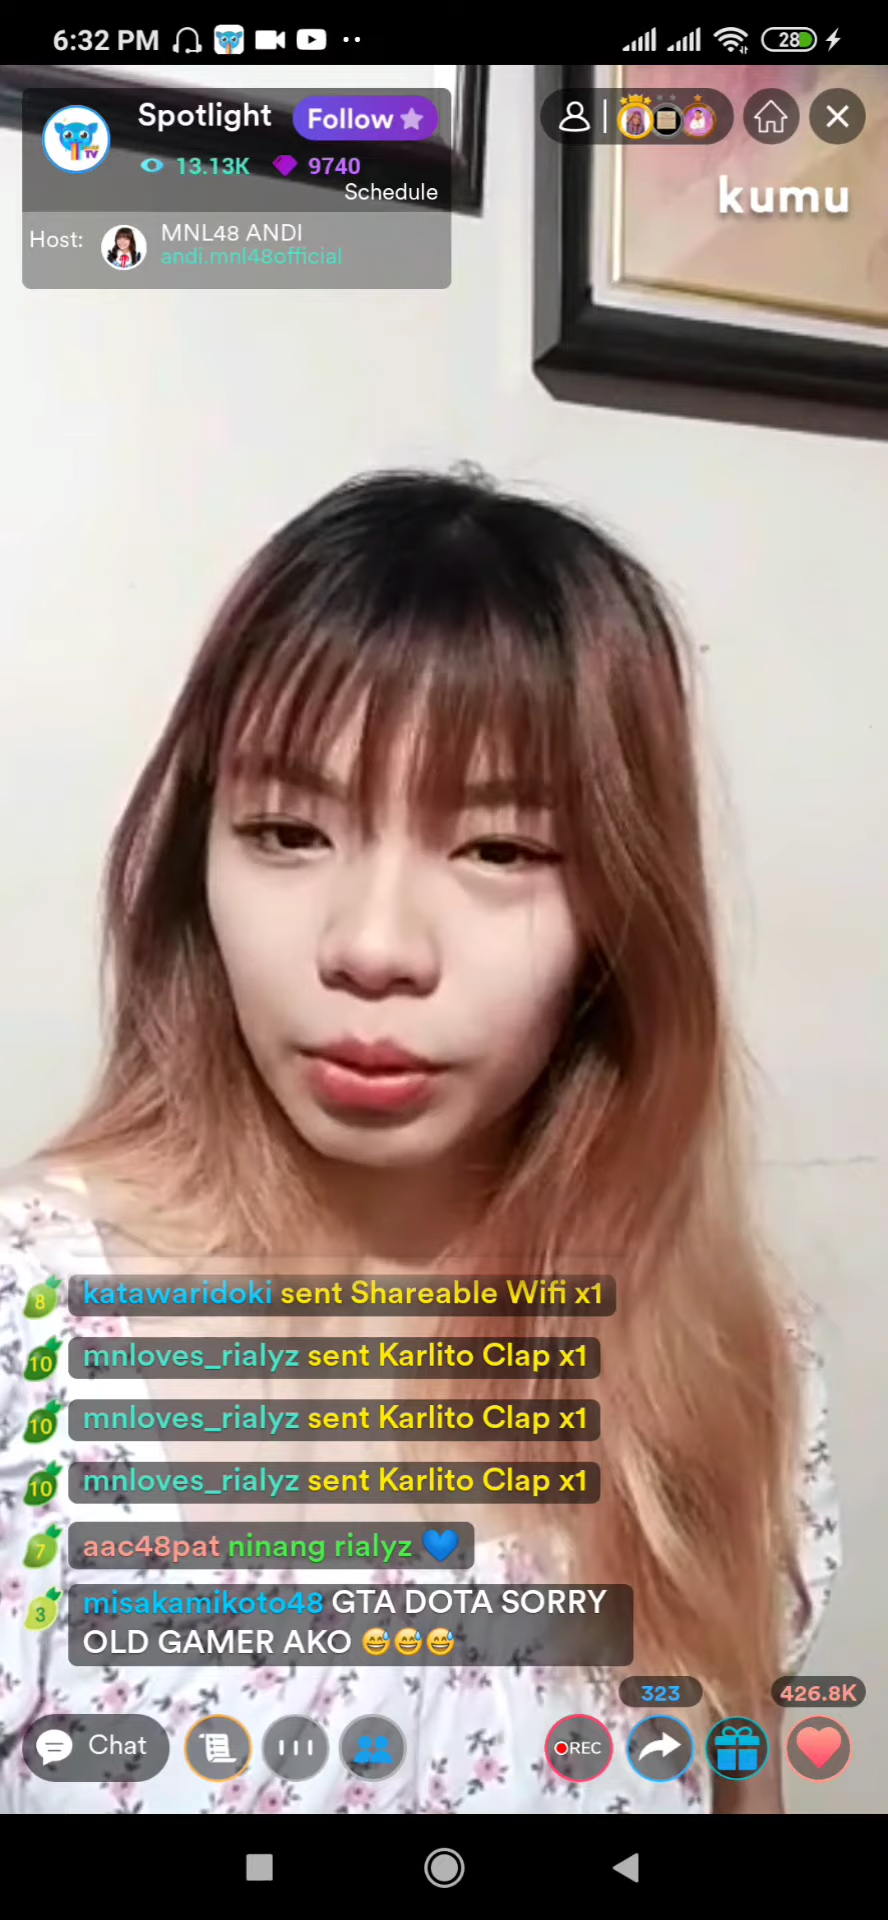 6:32 PM
28
Spotlight
Follow
13.13K 9740
Schedule
Host: MNL48 ANDI
andi.mnl48official
kumu
TV
8 katawaridoki sent Shareable Wifi x1
10 mnloves_rialyz sent Karlito Clap x1
10 mnloves_rialyz sent Karlito Clap x1
10 mnloves_rialyz sent Karlito Clap x1
7 aac48pat ninang rialyz 💙
3 misakamikoto48 GTA DOTA SORRY
OLD GAMER AKO 😅😅😅
323
426.8K
Chat
REC